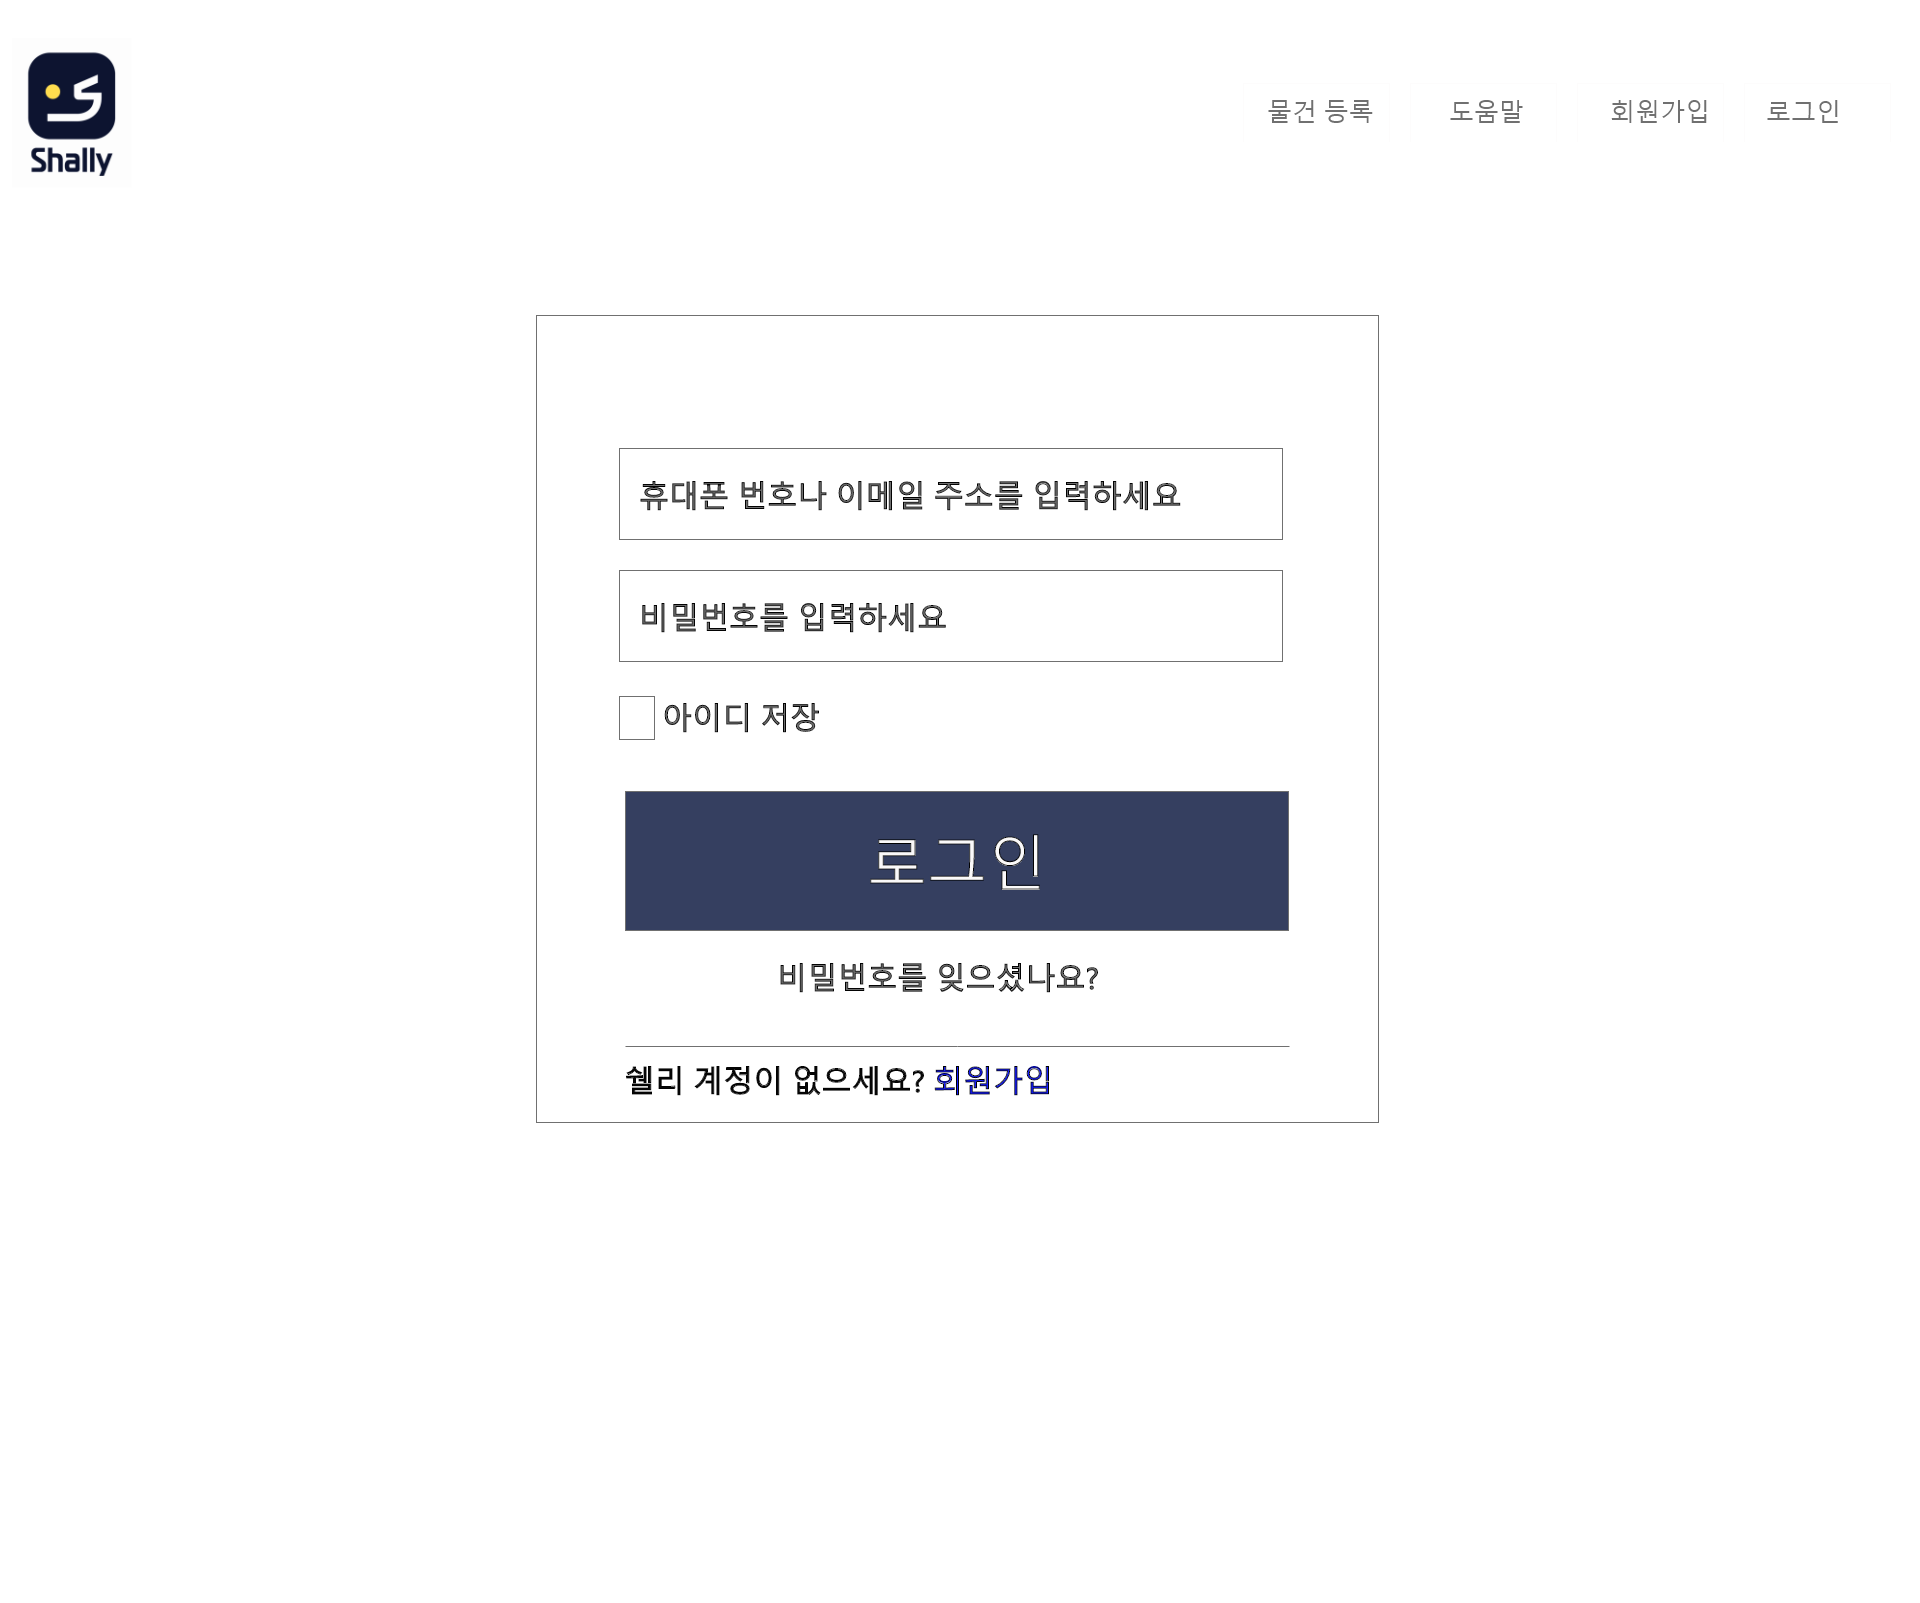 Shally
물건 등록 도움말 회원가입 로그인
휴대폰 번호나 이메일 주소를 입력하세요
비밀번호를 입력하세요
아이디 저장
로그인
비밀번호를 잊으셨나요?
쉘리 계정이 없으세요? 회원가입